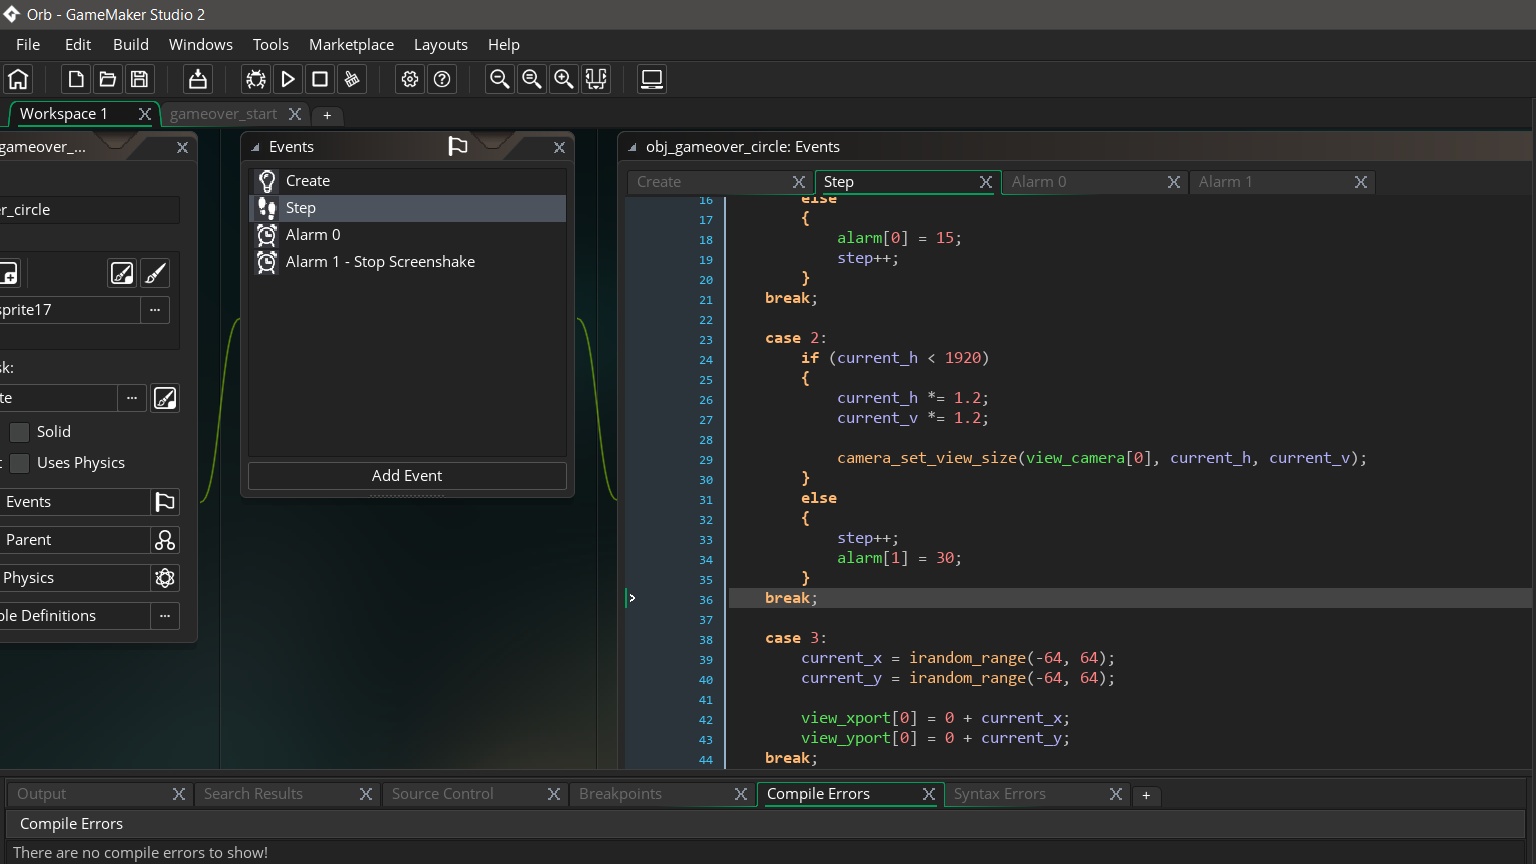 Orb - GameMaker Studio 2
File Edit Build Windows Tools Marketplace Layouts Help
Workspace 1 gameover_start +
gameover_...
r_circle
sprite17 ...
sk:
te ...
Solid
Uses Physics
Events
Parent
Physics
ble Definitions ...
Events
Create
Step
Alarm 0
Alarm 1 - Stop Screenshake
Add Event
obj_gameover_circle: Events
Create Step Alarm 0 Alarm 1
16 else
17 {
18 alarm[0] = 15;
19 step++;
20 }
21 break;
22
23 case 2:
24 if (current_h < 1920)
25 {
26 current_h *= 1.2;
27 current_v *= 1.2;
28
29 camera_set_view_size(view_camera[0], current_h, current_v);
30 }
31 else
32 {
33 step++;
34 alarm[1] = 30;
35 }
36 break;
37
38 case 3:
39 current_x = irandom_range(-64, 64);
40 current_y = irandom_range(-64, 64);
41
42 view_xport[0] = 0 + current_x;
43 view_yport[0] = 0 + current_y;
44 break;
Output Search Results Source Control Breakpoints Compile Errors Syntax Errors +
Compile Errors
There are no compile errors to show!